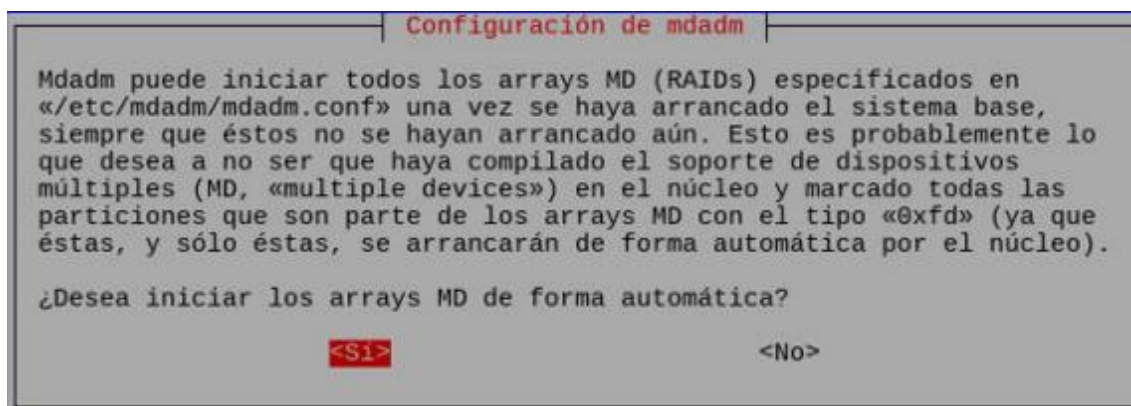 Configuración de mdadm
Mdadm puede iniciar todos los arrays MD (RAIDs) especificados en
«/etc/mdadm/mdadm.conf» una vez se haya arrancado el sistema base,
siempre que éstos no se hayan arrancado aún. Esto es probablemente lo
que desea a no ser que haya compilado el soporte de dispositivos
múltiples (MD, «multiple devices») en el núcleo y marcado todas las
particiones que son parte de los arrays MD con el tipo «0xfd» (ya que
éstas, y sólo éstas, se arrancarán de forma automática por el núcleo).
¿Desea iniciar los arrays MD de forma automática?
<Sí> <No>